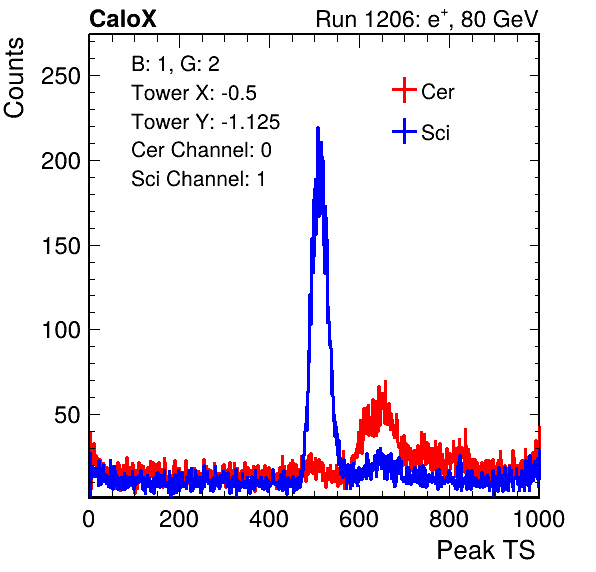 CaloX Run 1206: e⁺, 80 GeV
Counts
B: 1, G: 2
Tower X: -0.5
Tower Y: -1.125
Cer Channel: 0
Sci Channel: 1
Cer
Sci
250
200
150
100
50
0 200 400 600 800 1000
Peak TS